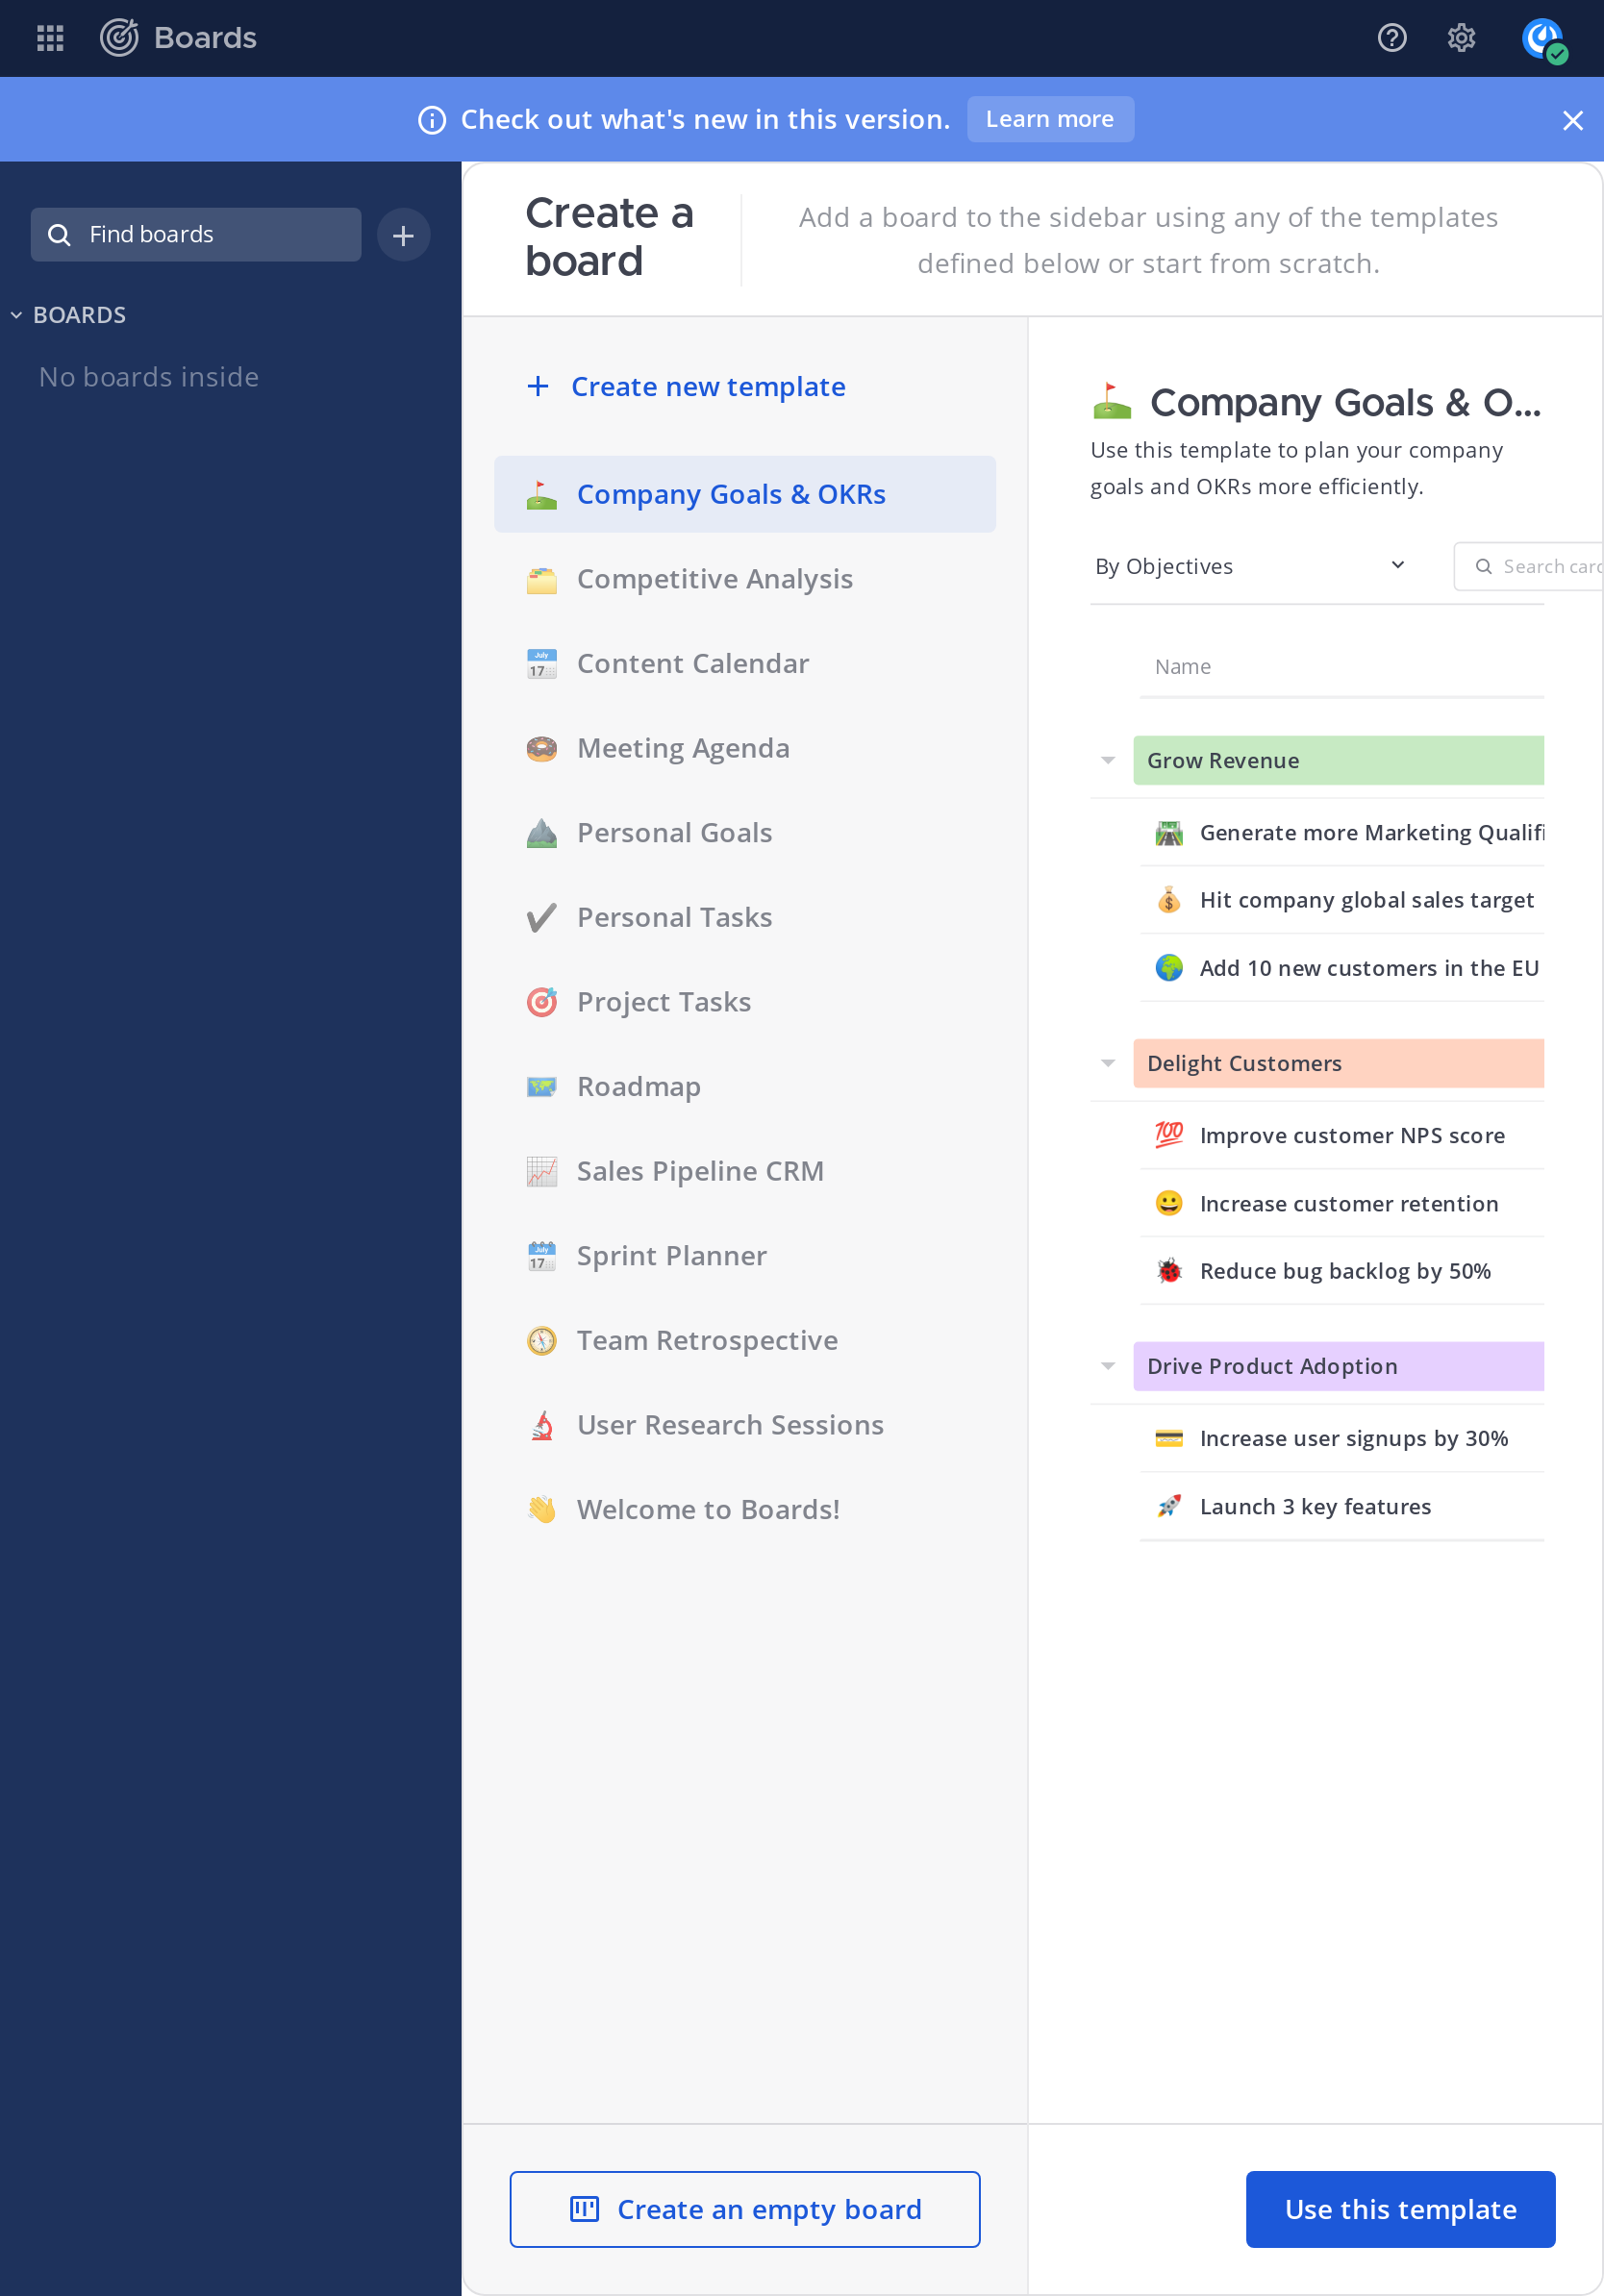 Boards
Check out what's new in this version.
Learn more
Find boards
BOARDS
No boards inside
Create a
board
Add a board to the sidebar using any of the templates
defined below or start from scratch.
Create new template
Company Goals & OKRs
Competitive Analysis
Content Calendar
Meeting Agenda
Personal Goals
Personal Tasks
Project Tasks
Roadmap
Sales Pipeline CRM
Sprint Planner
Team Retrospective
User Research Sessions
Welcome to Boards!
Create an empty board
Company Goals & O...
Use this template to plan your company
goals and OKRs more efficiently.
By Objectives
Search card
Name
Grow Revenue
Generate more Marketing Qualifi
Hit company global sales target
Add 10 new customers in the EU
Delight Customers
Improve customer NPS score
Increase customer retention
Reduce bug backlog by 50%
Drive Product Adoption
Increase user signups by 30%
Launch 3 key features
Use this template